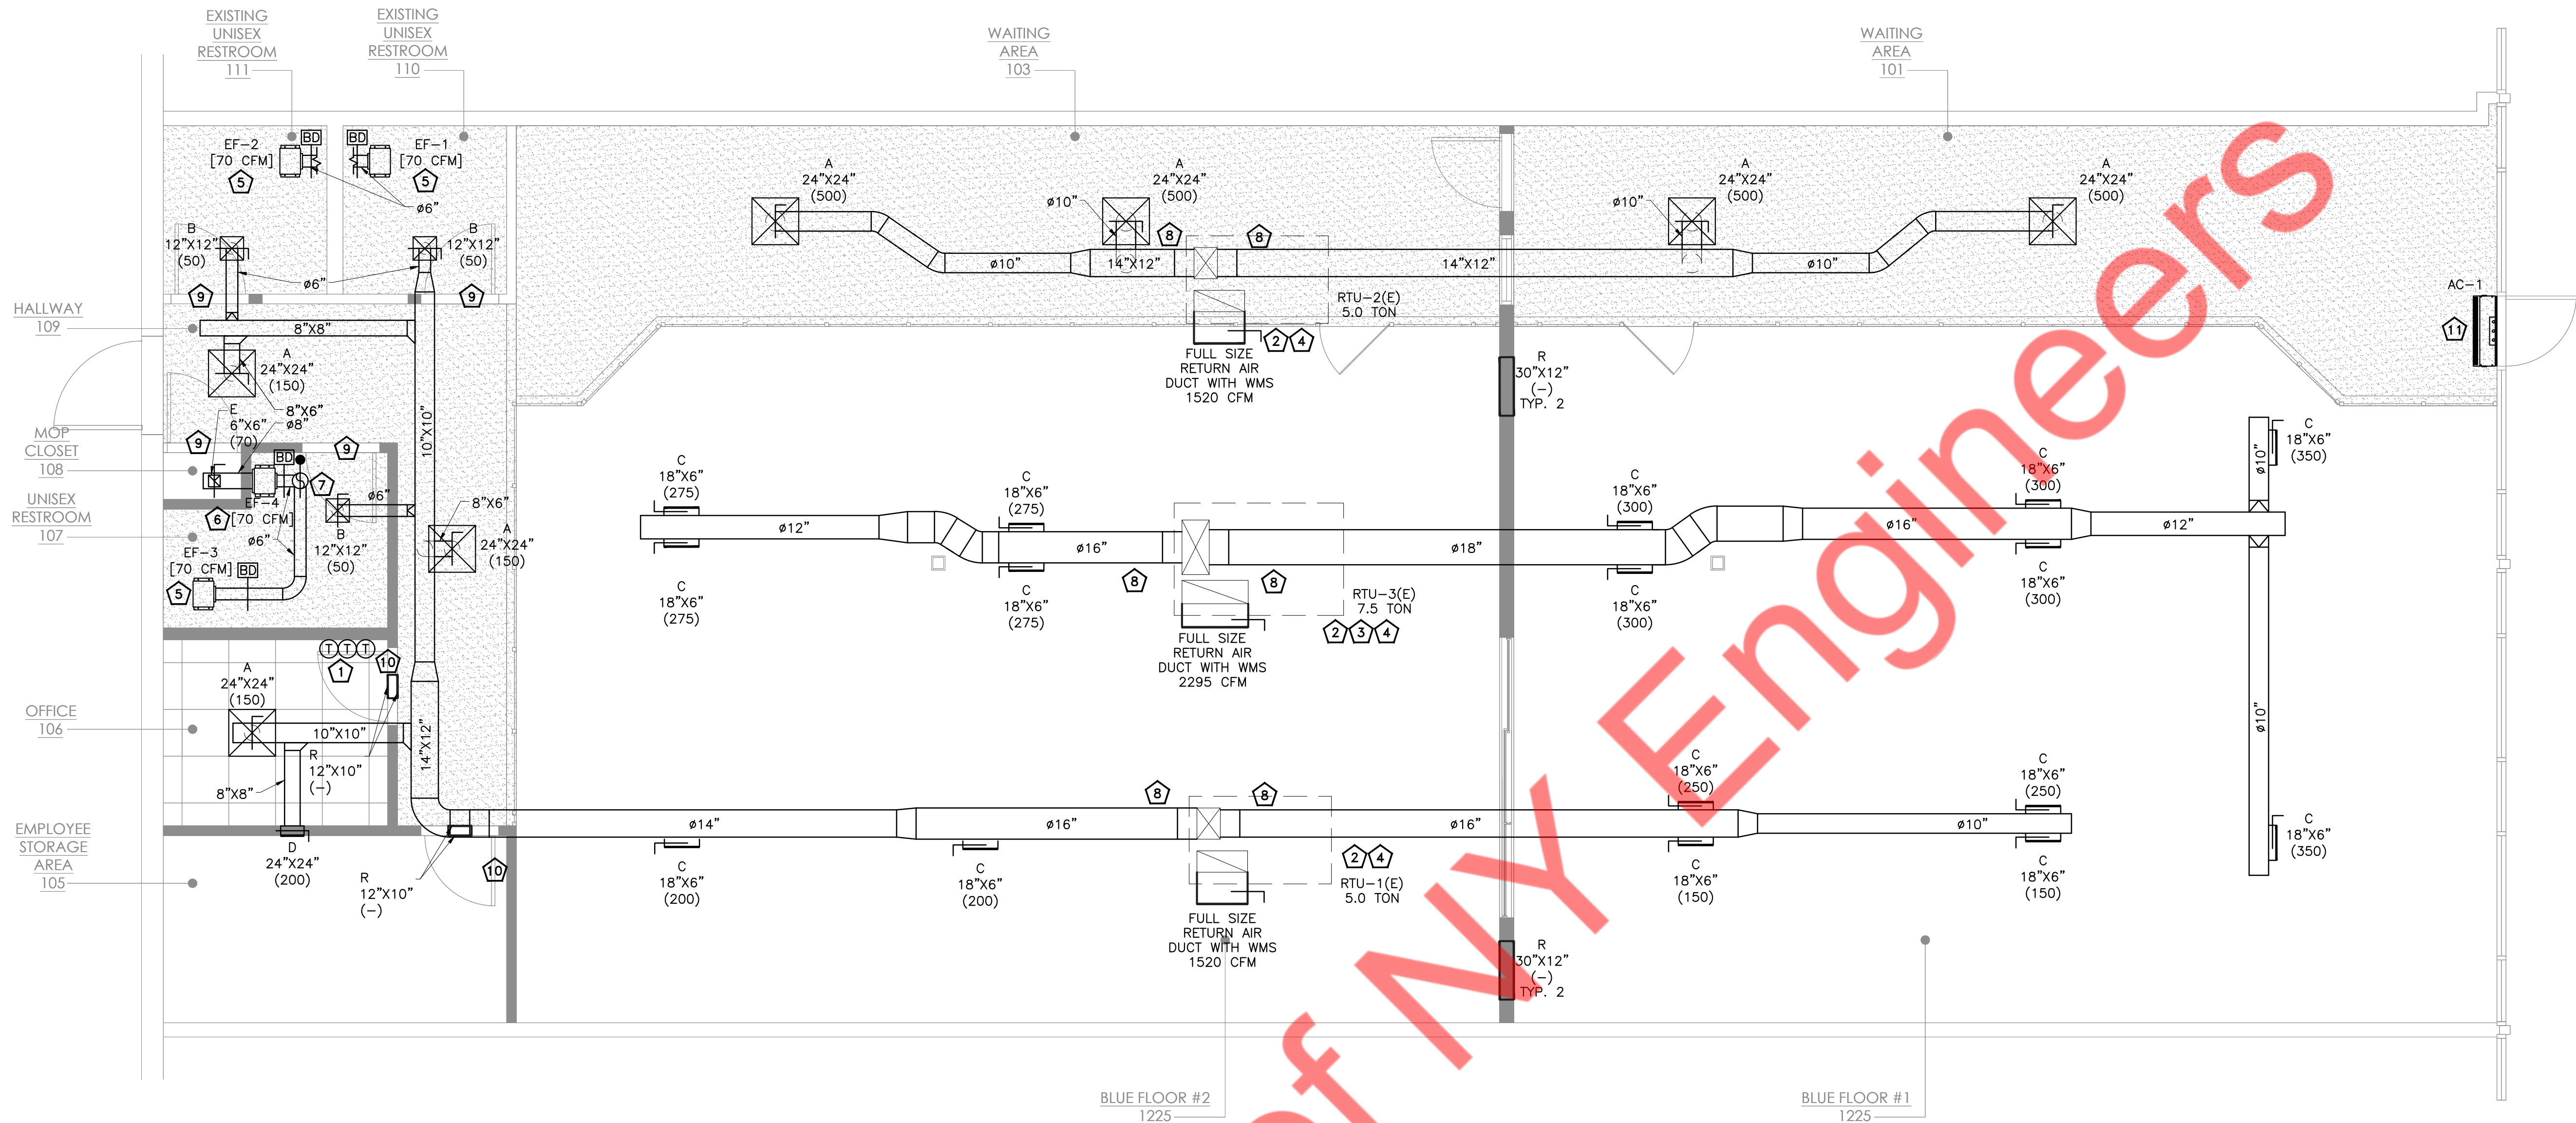 EXISTING
UNISEX
RESTROOM
111
EXISTING
UNISEX
RESTROOM
110
WAITING
AREA
103
WAITING
AREA
101
EF-2
[70 CFM]
5
BD
BD
EF-1
[70 CFM]
5
ø6"
B
12"X12"
(50)
B
12"X12"
(50)
ø6"
9
9
A
24"X24"
(500)
A
24"X24"
(500)
ø10"
A
24"X24"
(500)
ø10"
A
24"X24"
(500)
8
8
ø10"
14"X12"
14"X12"
ø10"
RTU-2(E)
5.0 TON
2
4
FULL SIZE
RETURN AIR
DUCT WITH WMS
1520 CFM
AC-1
11
HALLWAY
109
8"X8"
A
24"X24"
(150)
8"X6"
ø8"
E
6"X6"
(70)
10"X10"
R
30"X12"
(-)
TYP. 2
MOP
CLOSET
108
9
9
BD
7
EF-4
[70 CFM]
6
ø6"
UNISEX
RESTROOM
107
ø6"
B
12"X12"
(50)
8"X6"
A
24"X24"
(150)
EF-3
[70 CFM]
BD
5
C
18"X6"
(275)
C
18"X6"
(275)
C
18"X6"
(300)
C
18"X6"
(300)
C
18"X6"
(350)
ø10"
ø12"
ø16"
ø18"
ø16"
ø12"
8
8
C
18"X6"
(275)
C
18"X6"
(275)
C
18"X6"
(300)
C
18"X6"
(300)
RTU-3(E)
7.5 TON
2
3
4
FULL SIZE
RETURN AIR
DUCT WITH WMS
2295 CFM
T T T
1
10
OFFICE
106
A
24"X24"
(150)
10"X10"
14"X12"
R
12"X10"
(-)
8"X8"
ø10"
EMPLOYEE
STORAGE
AREA
105
D
24"X24"
(200)
R
12"X10"
(-)
10
8
8
C
18"X6"
(250)
C
18"X6"
(250)
ø14"
ø16"
ø16"
ø10"
C
18"X6"
(200)
C
18"X6"
(200)
C
18"X6"
(150)
C
18"X6"
(150)
C
18"X6"
(350)
2
4
RTU-1(E)
5.0 TON
FULL SIZE
RETURN AIR
DUCT WITH WMS
1520 CFM
R
30"X12"
(-)
TYP. 2
BLUE FLOOR #2
1225
BLUE FLOOR #1
1225
of NY Engineers